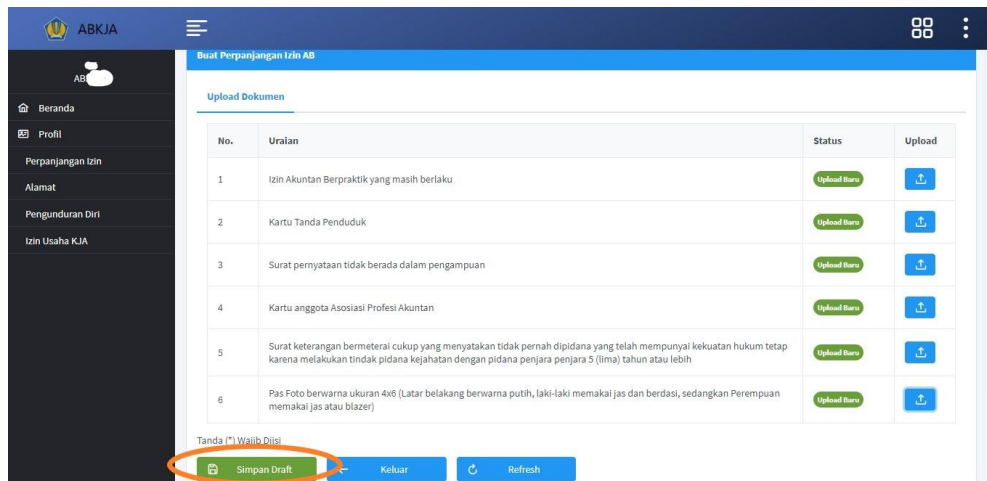 ABKJA
AB
Buat Perpanjangan Izin AB
Beranda
Profil
Perpanjangan Izin
Alamat
Pengunduran Diri
Izin Usaha KJA
Upload Dokumen
No. Uraian Status Upload
1 Izin Akuntan Berpraktik yang masih berlaku Upload Baru
2 Kartu Tanda Penduduk Upload Baru
3 Surat pernyataan tidak berada dalam pengampuan Upload Baru
4 Kartu anggota Asosiasi Profesi Akuntan Upload Baru
5 Surat keterangan bermeterai cukup yang menyatakan tidak pernah dipidana yang telah mempunyai kekuatan hukum tetap
karena melakukan tindak pidana kejahatan dengan pidana penjara penjara 5 (lima) tahun atau lebih Upload Baru
6 Pas Foto berwarna ukuran 4x6 (Latar belakang berwarna putih, laki-laki memakai jas dan berdasi, sedangkan Perempuan
memakai jas atau blazer) Upload Baru
Tanda (*) Wajib Diisi
Simpan Draft Keluar Refresh